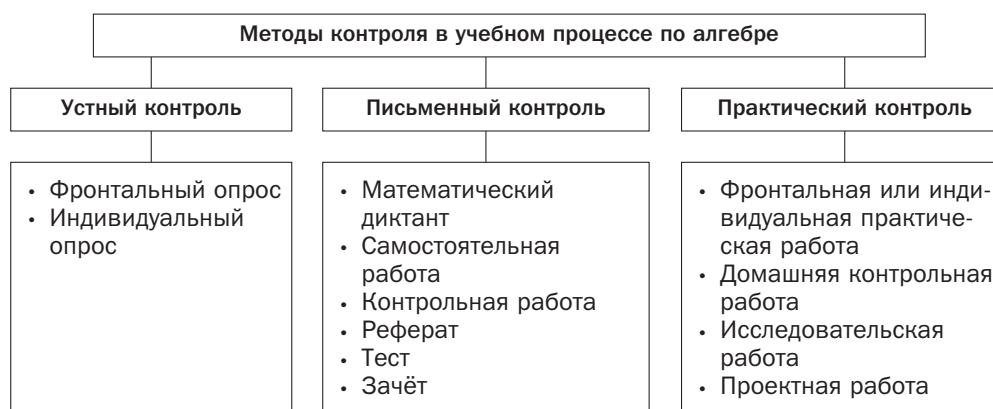 Методы контроля в учебном процессе по алгебре
Устный контроль
Письменный контроль
Практический контроль
• Фронтальный опрос
• Индивидуальный
опрос
• Математический
диктант
• Самостоятельная
работа
• Контрольная работа
• Реферат
• Тест
• Зачёт
• Фронтальная или инди-
видуальная практиче-
ская работа
• Домашняя контрольная
работа
• Исследовательская
работа
• Проектная работа